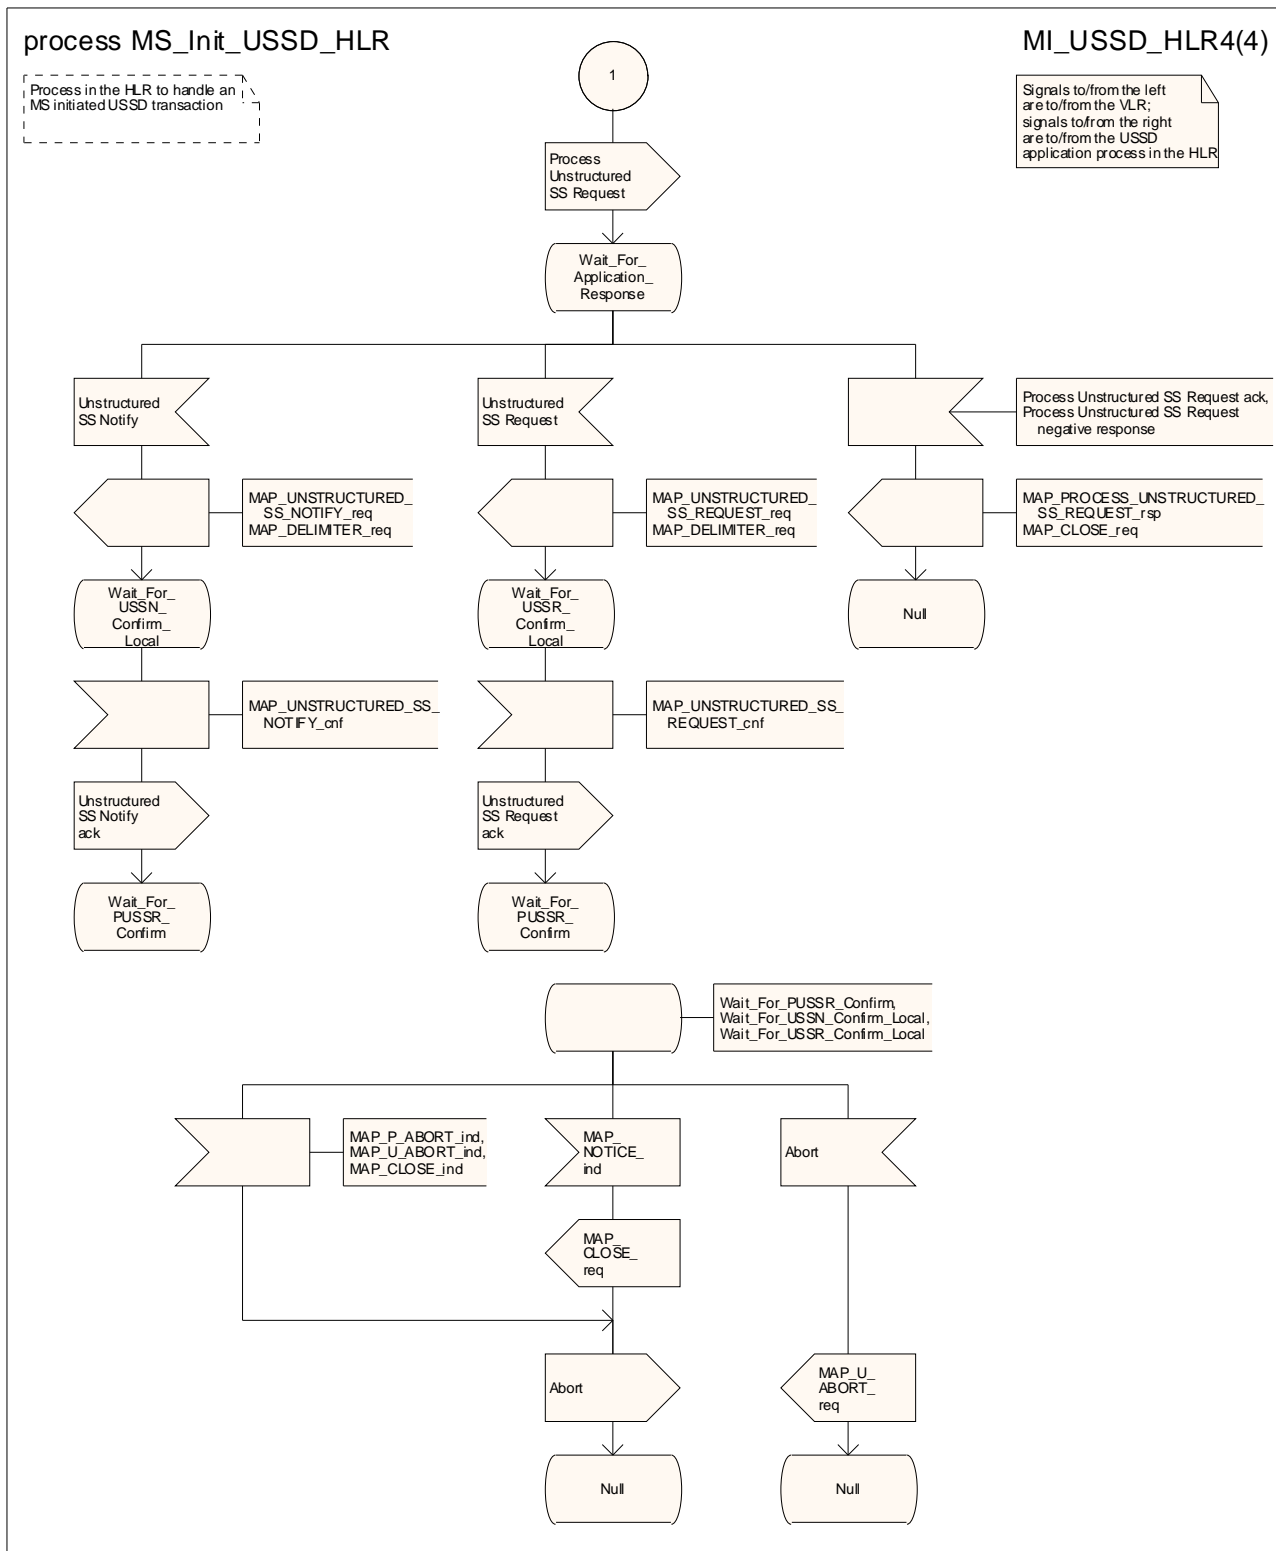 process MS_Init_USSD_HLR
MI_USSD_HLR4(4)
Process in the HLR to handle an
MS initiated USSD transaction
1
Signals to/from the left
are to/from the VLR;
signals to/from the right
are to/from the USSD
application process in the HLR
Process
Unstructured
SS Request
Wait_For_
Application_
Response
Unstructured
SS Notify
Unstructured
SS Request
Process Unstructured SS Request ack,
Process Unstructured SS Request
negative response
MAP_UNSTRUCTURED_
SS_NOTIFY_req
MAP_DELIMITER_req
MAP_UNSTRUCTURED_
SS_REQUEST_req
MAP_DELIMITER_req
MAP_PROCESS_UNSTRUCTURED_
SS_REQUEST_rsp
MAP_CLOSE_req
Wait_For_
USSN_
Confirm_
Local
Wait_For_
USSR_
Confirm_
Local
Null
MAP_UNSTRUCTURED_SS_
NOTIFY_cnf
MAP_UNSTRUCTURED_SS_
REQUEST_cnf
Unstructured
SS Notify
ack
Unstructured
SS Request
ack
Wait_For_
PUSSR_
Confirm
Wait_For_
PUSSR_
Confirm
Wait_For_PUSSR_Confirm,
Wait_For_USSN_Confirm_Local,
Wait_For_USSR_Confirm_Local
MAP_P_ABORT_ind,
MAP_U_ABORT_ind,
MAP_CLOSE_ind
MAP_
NOTICE_
ind
Abort
MAP_
CLOSE_
req
Abort
MAP_U_
ABORT_
req
Null
Null